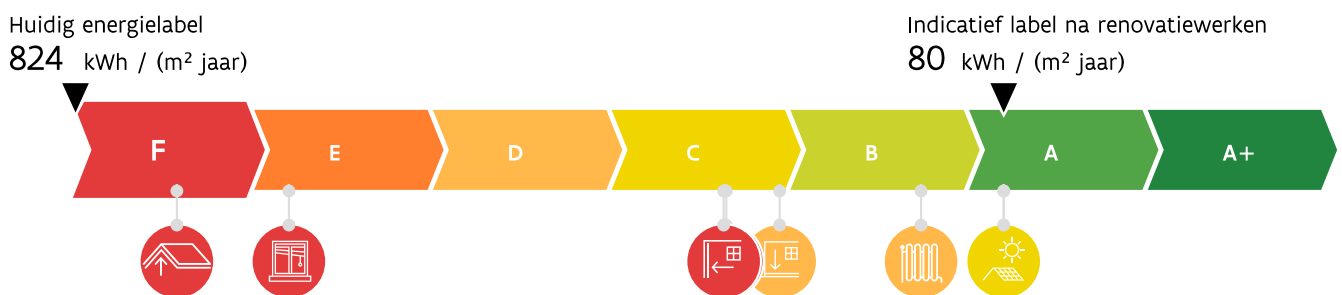 Huidig energielabel
824 kWh / (m² jaar)
Indicatief label na renovatiewerken
80 kWh / (m² jaar)
F E D C B A A+